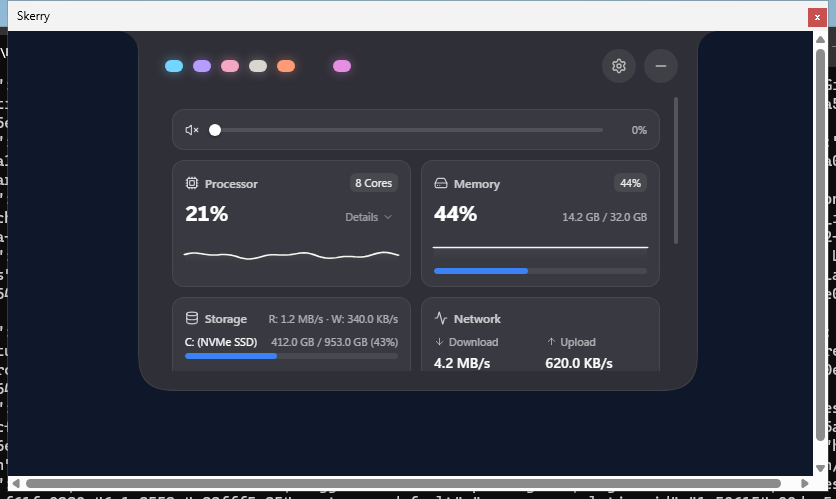 Skerry
x
0%
Processor
8 Cores
21%
Details
Memory
44%
44%
14.2 GB / 32.0 GB
Storage
R: 1.2 MB/s · W: 340.0 KB/s
C: (NVMe SSD)
412.0 GB / 953.0 GB (43%)
Network
↓ Download
↑ Upload
4.2 MB/s
620.0 KB/s